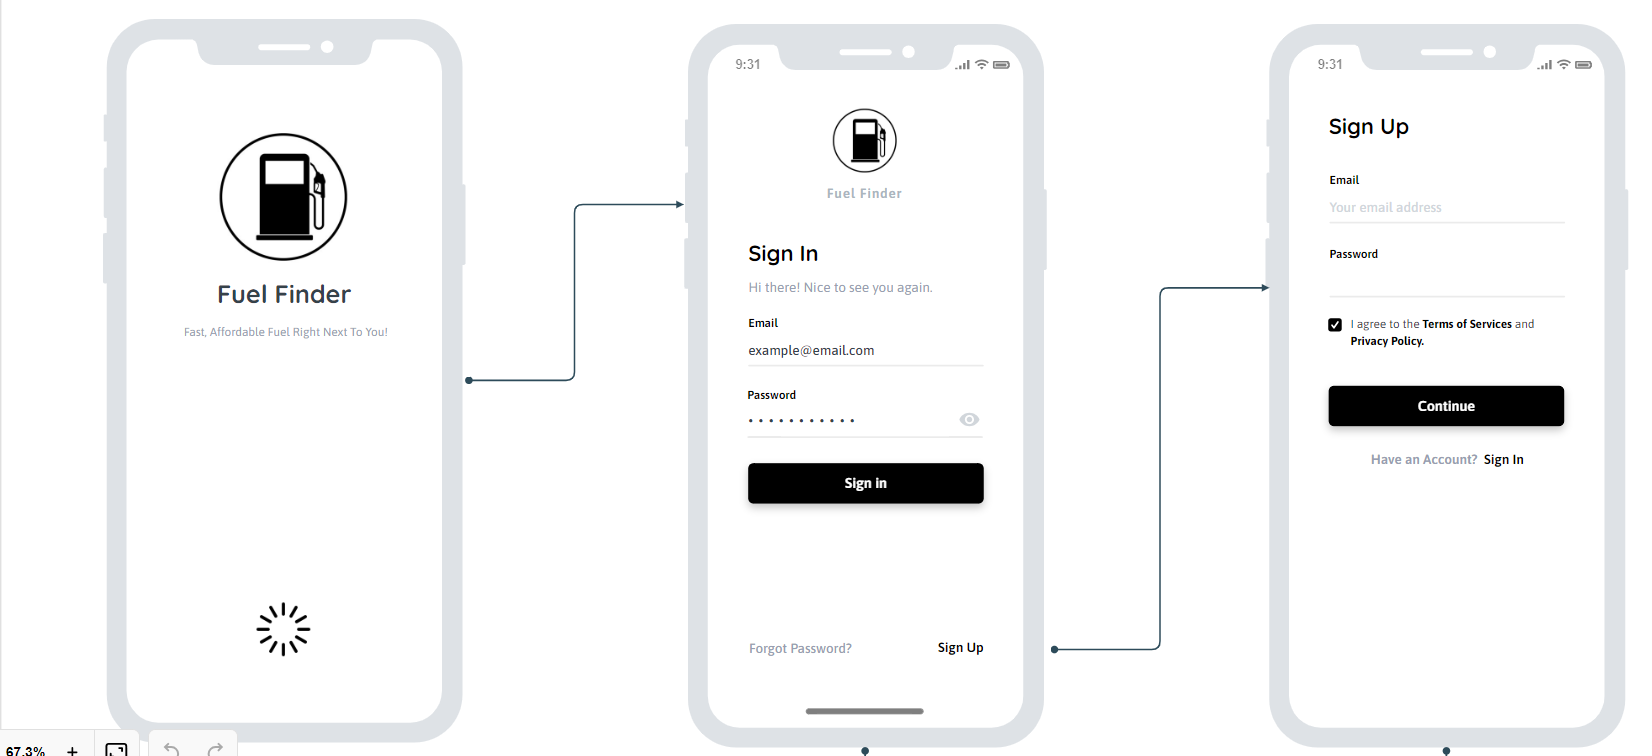 Fuel Finder
Fast, Affordable Fuel Right Next To You!
9:31
Fuel Finder
Sign In
Hi there! Nice to see you again.
Email
example@email.com
Password
Sign in
Forgot Password?
Sign Up
9:31
Sign Up
Email
Your email address
Password
I agree to the Terms of Services and
Privacy Policy.
Continue
Have an Account? Sign In
67.3% +